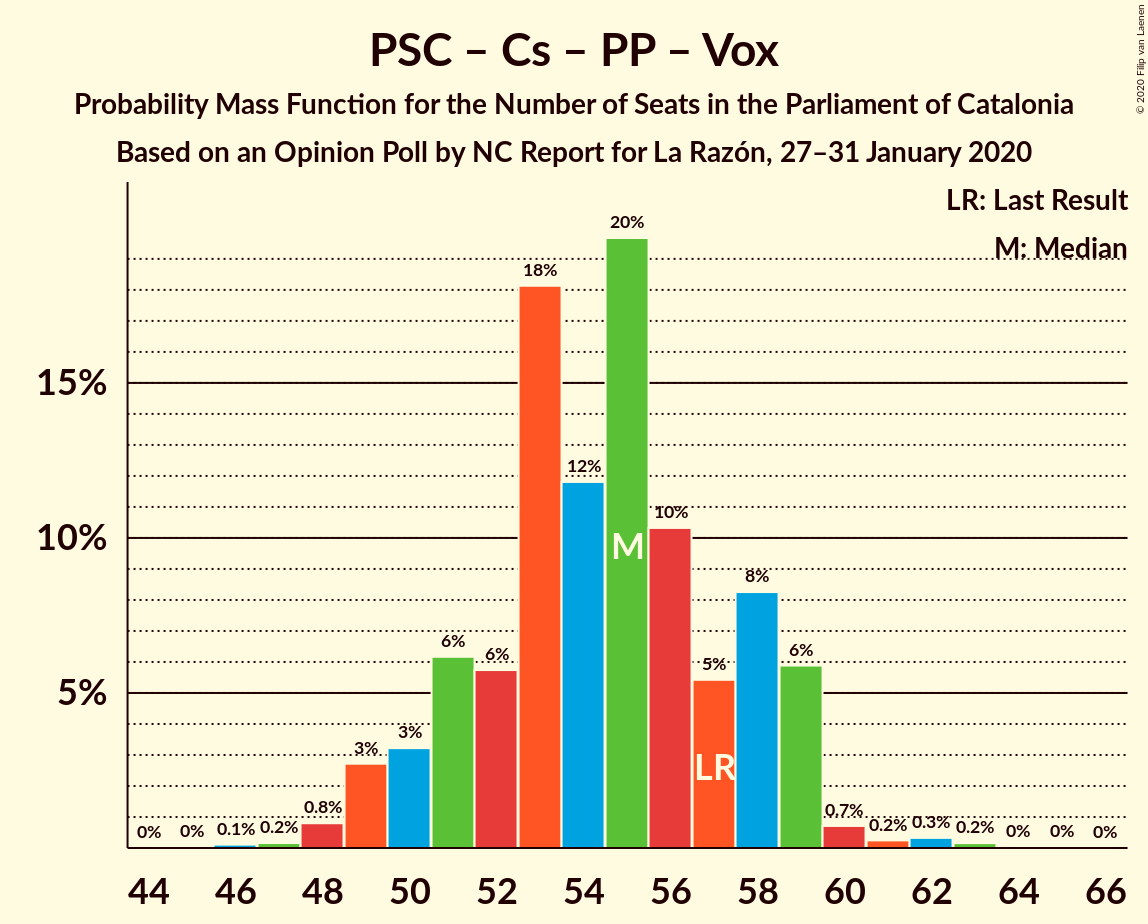 PSC – Cs – PP – Vox
Probability Mass Function for the Number of Seats in the Parliament of Catalonia
Based on an Opinion Poll by NC Report for La Razón, 27–31 January 2020
© 2020 Filip van Laenen
LR: Last Result
M: Median
20%
18%
15%
12%
10%
10%
M
8%
6%
6%
6%
5%
5%
3%
3%
LR
0.8%
0.7%
0% 0% 0.1% 0.2% 0.2% 0.3% 0.2% 0% 0% 0%
44 46 48 50 52 54 56 58 60 62 64 66